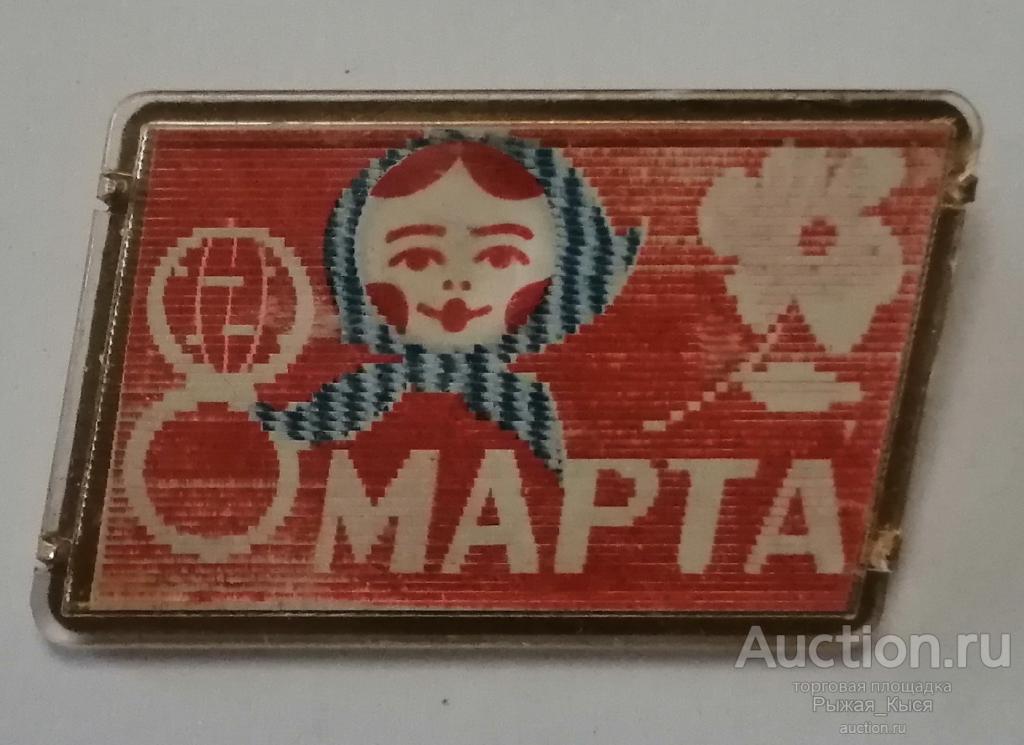 8 МАРТА
Auction.ru
торговая площадка
Рыжая_Кыся
auction.ru